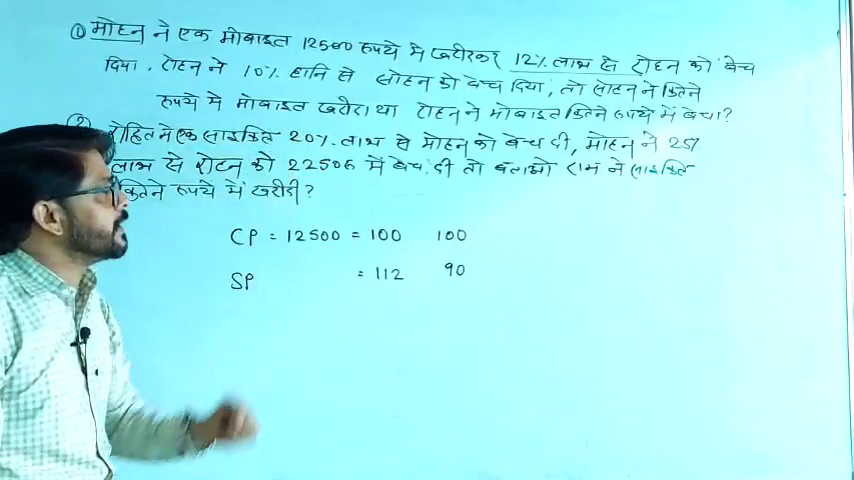 ① मोहन ने एक मोबाइल 12500 रुपये मे खरीदकर 12% लाभ से रोहन को बेच
दिया, रोहन ने 10% हानि से सोहन को बेच दिया, तो सोहन ने कितने
रुपये मे मोबाइल खरीदा था रोहन ने मोबाइल कितने रुपये में बेचा?
② रोहित ने एक साइकिल 20% लाभ से मोहन को बेच दी, मोहन ने 25%
लाभ से रोहन को 22506 में बेच दी तो बताओ राम ने साइकिल
कितने रुपये में खरीदी?
CP = 12500 = 100 100
SP = 112 90